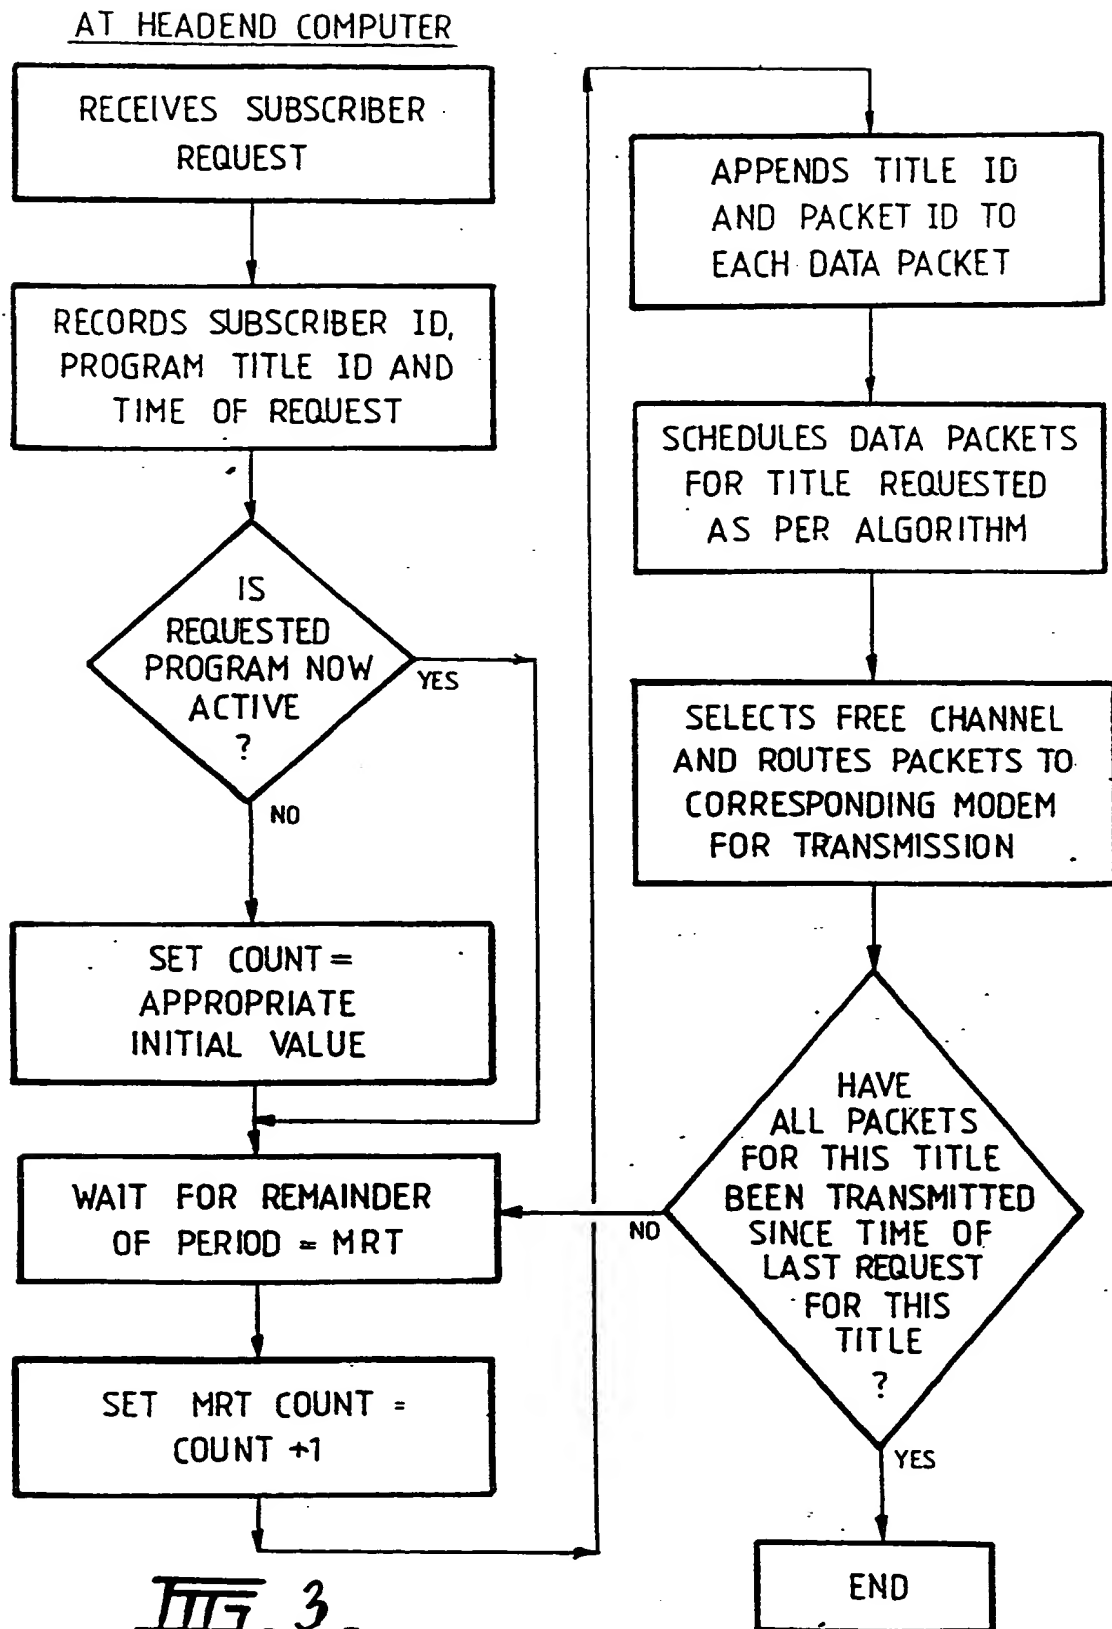 AT HEADEND COMPUTER
RECEIVES SUBSCRIBER
REQUEST
RECORDS SUBSCRIBER ID,
PROGRAM TITLE ID AND
TIME OF REQUEST
IS
REQUESTED
PROGRAM NOW
ACTIVE
?
YES
NO
SET COUNT =
APPROPRIATE
INITIAL VALUE
WAIT FOR REMAINDER
OF PERIOD = MRT
SET MRT COUNT =
COUNT +1
APPENDS TITLE ID
AND PACKET ID TO
EACH DATA PACKET
SCHEDULES DATA PACKETS
FOR TITLE REQUESTED
AS PER ALGORITHM
SELECTS FREE CHANNEL
AND ROUTES PACKETS TO
CORRESPONDING MODEM
FOR TRANSMISSION
HAVE
ALL PACKETS
FOR THIS TITLE
BEEN TRANSMITTED
SINCE TIME OF
LAST REQUEST
FOR THIS
TITLE
?
NO
YES
END
FIG. 3.